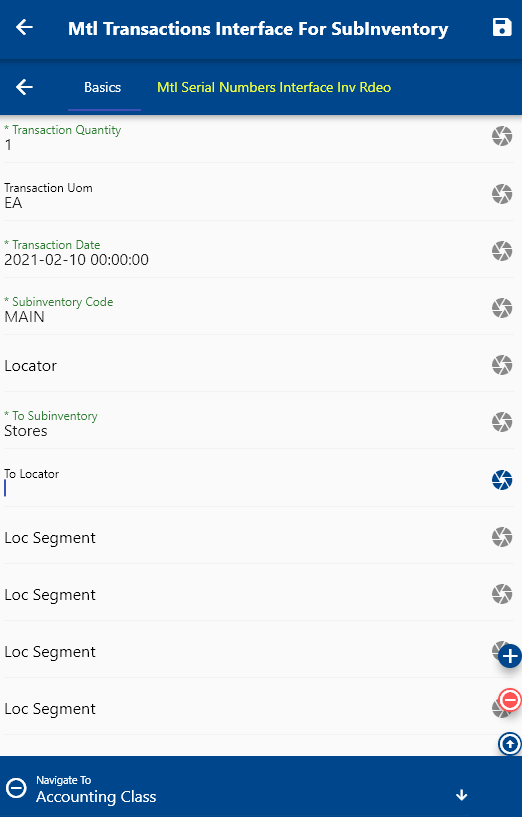 Mtl Transactions Interface For SubInventory
Basics
Mtl Serial Numbers Interface Inv Rdeo
* Transaction Quantity
1
Transaction Uom
EA
* Transaction Date
2021-02-10 00:00:00
* Subinventory Code
MAIN
Locator
* To Subinventory
Stores
To Locator
Loc Segment
Loc Segment
Loc Segment
Loc Segment
Navigate To
Accounting Class